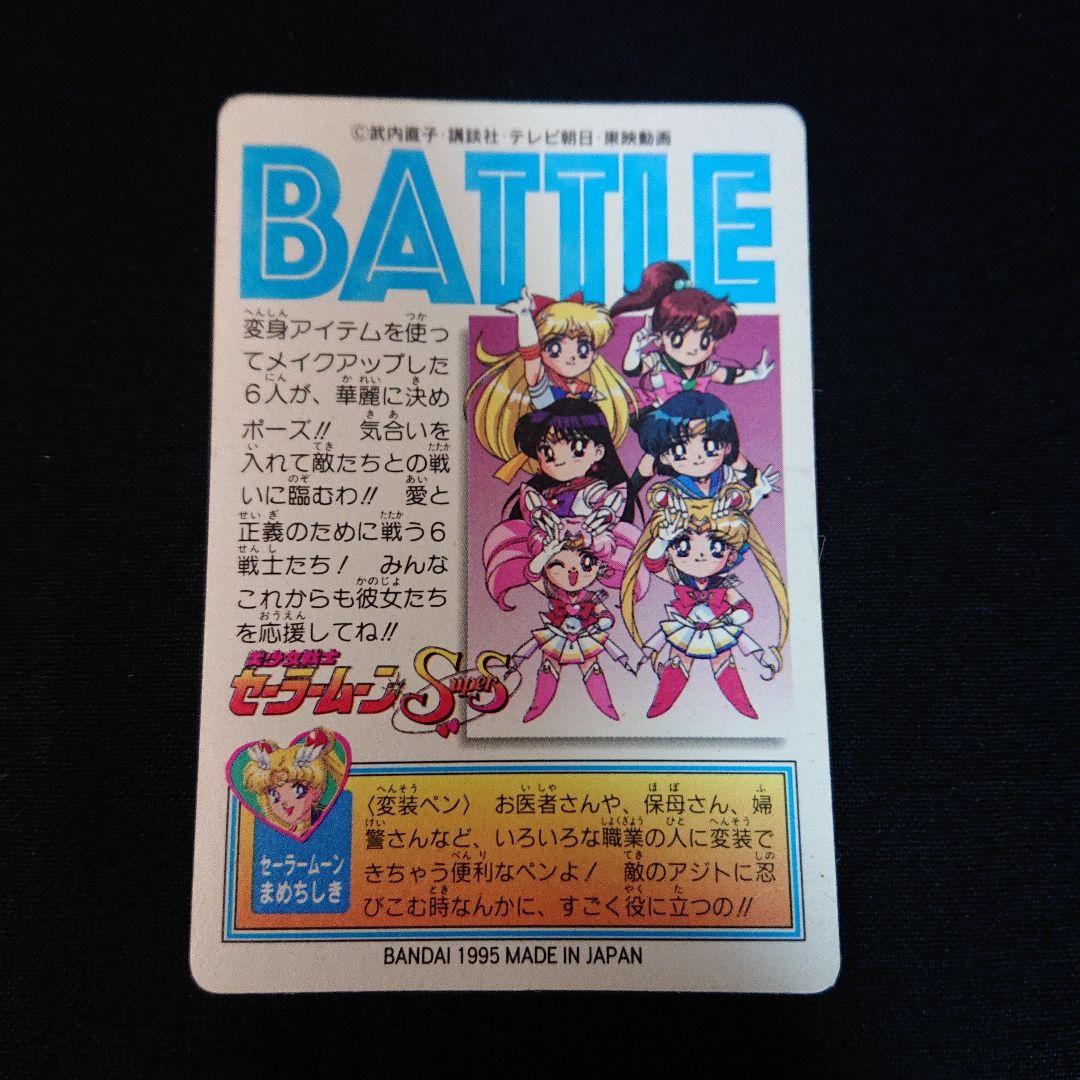 ©武内直子・講談社・テレビ朝日・東映動画
BATTLE
変身アイテムを使っ
てメイクアップした
6人が、華麗に決め
ポーズ!! 気合いを
入れて敵たちとの戦
いに臨むわ!! 愛と
正義のために戦う6
戦士たち! みんな
これからも彼女たち
を応援してね!!
美少女戦士
セーラームーン SuperS
セーラームーン
まめちしき
〈変装ペン〉 お医者さんや、保母さん、婦
警さんなど、いろいろな職業の人に変装で
きちゃう便利なペンよ! 敵のアジトに忍
びこむ時なんかに、すごく役に立つの!!
BANDAI 1995 MADE IN JAPAN